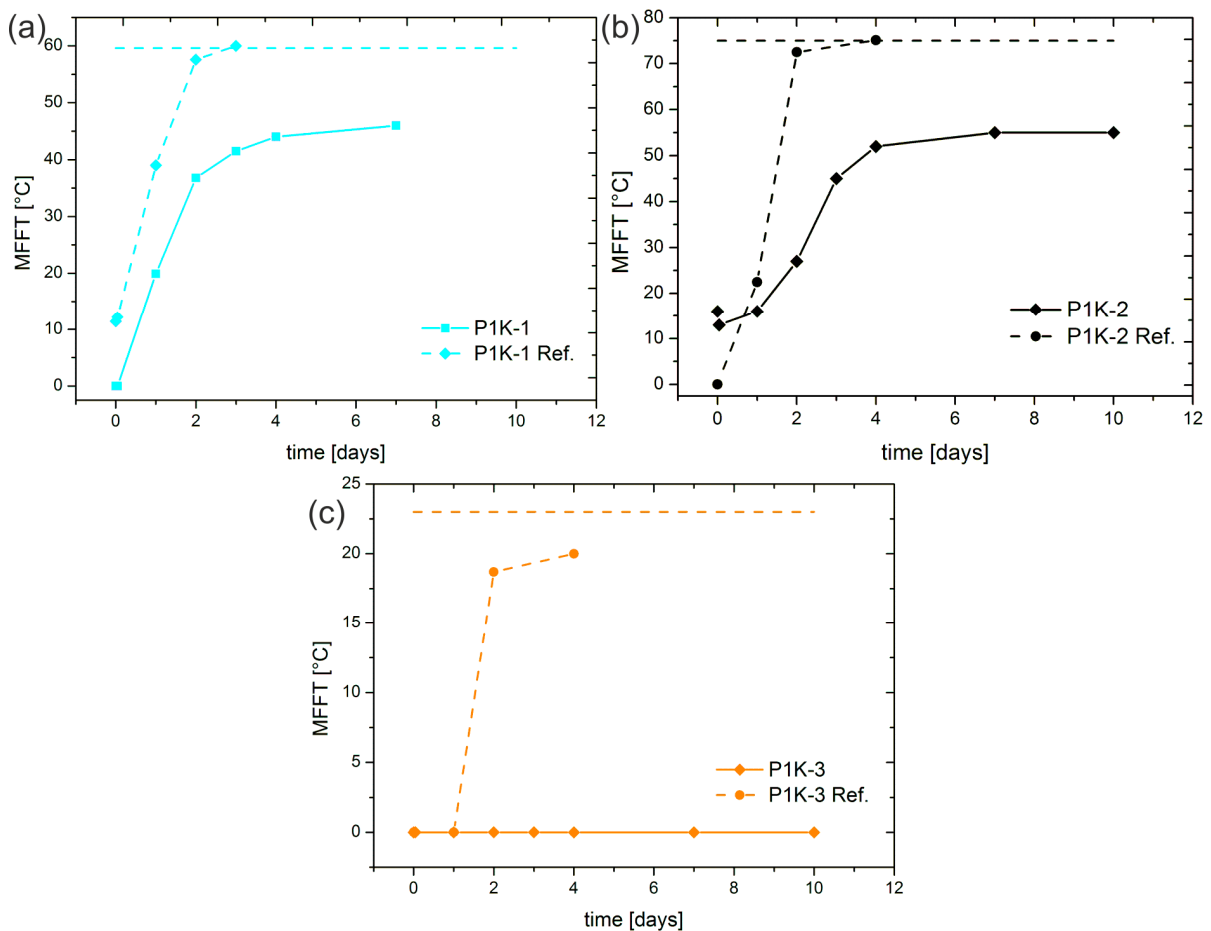 (a)
60
50
40
30
20
10
0
MFFT [°C]
P1K-1
P1K-1 Ref.
0 2 4 6 8 10 12
time [days]
(b)
80
70
60
50
40
30
20
10
0
MFFT [°C]
P1K-2
P1K-2 Ref.
0 2 4 6 8 10 12
time [days]
(c)
25
20
15
10
5
0
MFFT [°C]
P1K-3
P1K-3 Ref.
0 2 4 6 8 10 12
time [days]